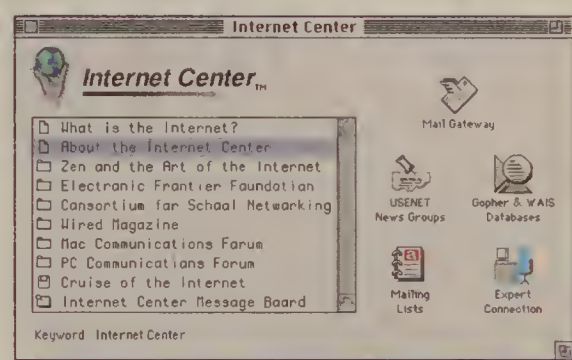 Internet Center
Internet Center™
What is the Internet?
About the Internet Center
Zen and the Art of the Internet
Electronic Frontier Foundation
Consortium for School Networking
Wired Magazine
Mac Communications Forum
PC Communications Forum
Cruise of the Internet
Internet Center Message Board
Mail Gateway
USENET
News Groups
Gopher & WAIS
Databases
Mailing
Lists
Expert
Connection
Keyword Internet Center